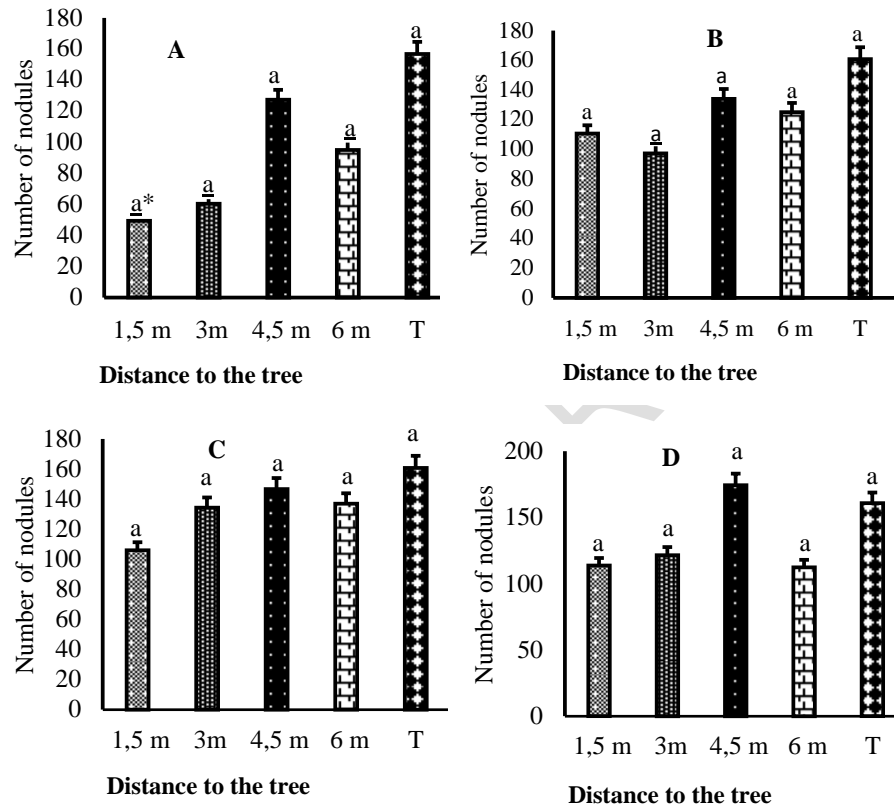 A
Number of nodules
180
160
140
120
100
80
60
40
20
0
a*
a
a
a
a
1,5 m 3m 4,5 m 6 m T
Distance to the tree
B
Number of nodules
180
160
140
120
100
80
60
40
20
0
a
a
a
a
a
1,5 m 3m 4,5 m 6 m T
Distance to the tree
C
Number of nodules
180
160
140
120
100
80
60
40
20
0
a
a
a
a
a
1,5 m 3m 4,5 m 6 m T
Distance to the tree
D
Number of nodules
200
150
100
50
0
a
a
a
a
a
1,5 m 3m 4,5 m 6 m T
Distance to the tree